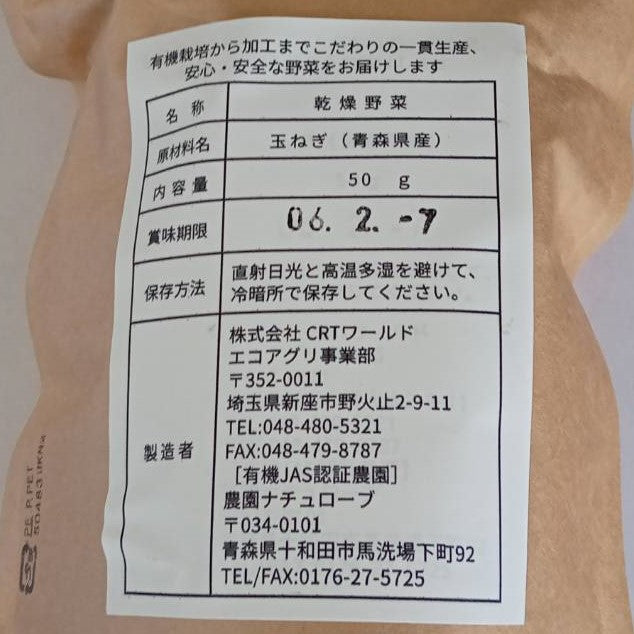 有機栽培から加工までこだわりの一貫生産、
安心・安全な野菜をお届けします
名 称 乾燥野菜
原材料名 玉ねぎ（青森県産）
内容量 50 g
賞味期限 06. 2. -7
保存方法 直射日光と高温多湿を避けて、
冷暗所で保存してください。
製造者
株式会社 CRTワールド
エコアグリ事業部
〒352-0011
埼玉県新座市野火止2-9-11
TEL:048-480-5321
FAX:048-479-8787
［有機JAS認証農園］
農園ナチュローブ
〒034-0101
青森県十和田市馬洗場下町92
TEL/FAX:0176-27-5725
PE, P, PET